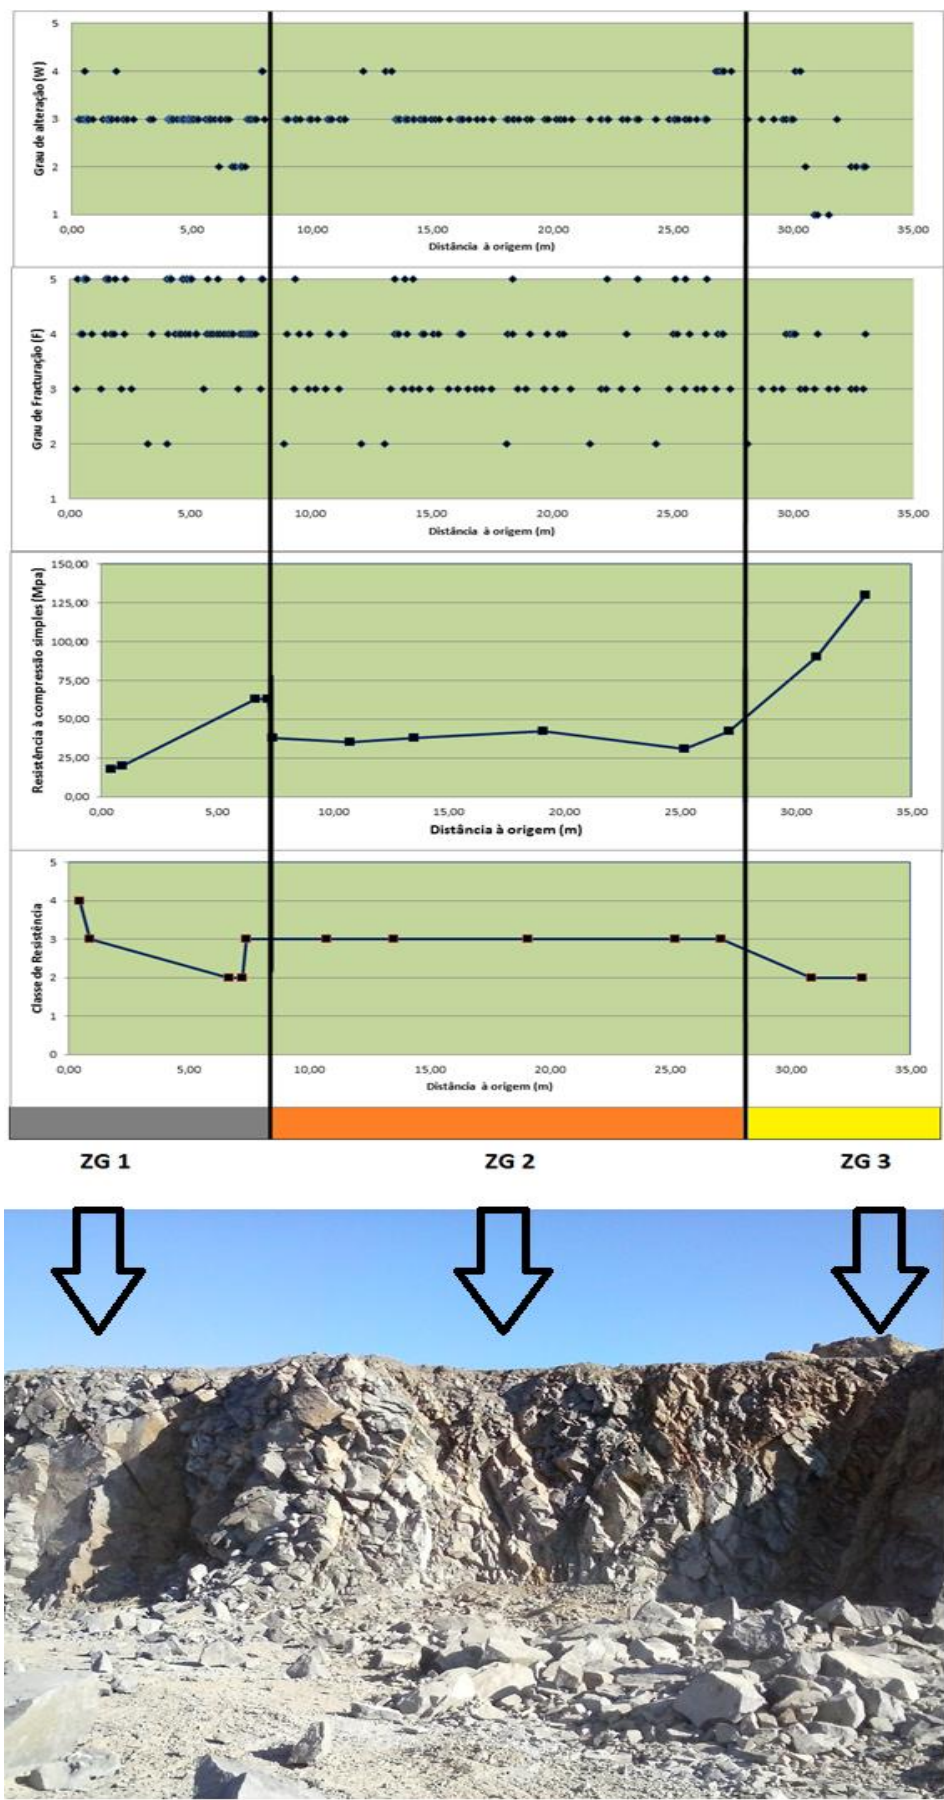 5
4
3
2
1
Grau de alteração (W)
0,00 5,00 10,00 15,00 20,00 25,00 30,00 35,00
Distância à origem (m)
5
4
3
2
1
Grau de Fracturação (F)
0,00 5,00 10,00 15,00 20,00 25,00 30,00 35,00
Distância à origem (m)
150,00
125,00
100,00
75,00
50,00
25,00
0,00
Resistência à compressão simples (Mpa)
0,00 5,00 10,00 15,00 20,00 25,00 30,00 35,00
Distância à origem (m)
5
4
3
2
1
0
Classe de Resistência
0,00 5,00 10,00 15,00 20,00 25,00 30,00 35,00
Distância à origem (m)
ZG 1 ZG 2 ZG 3